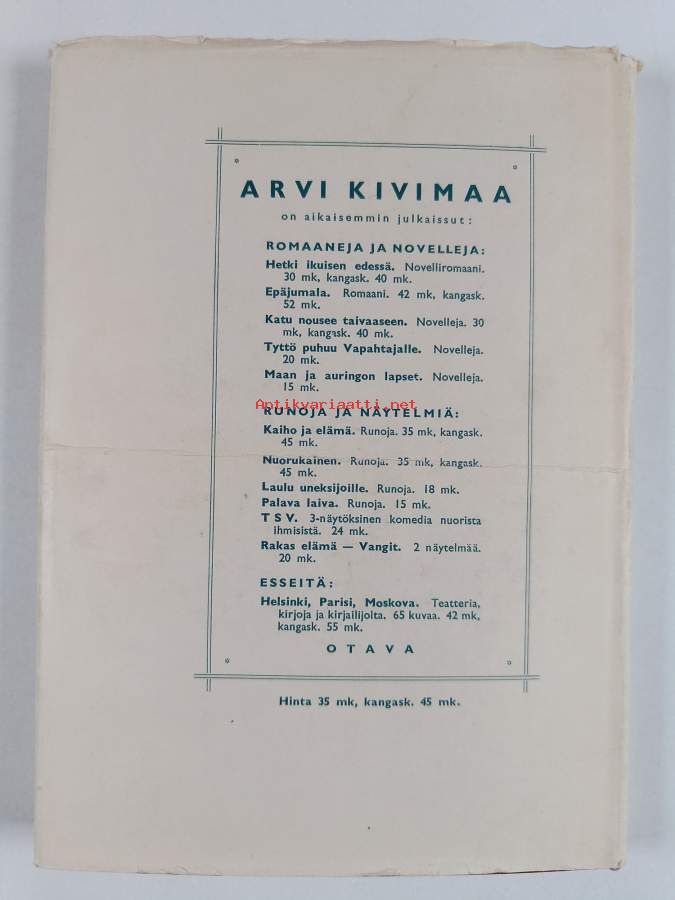 ARVI KIVIMAA
on aikaisemmin julkaissut:
ROMAANEJA JA NOVELLEJA:
Hetki ikuisen edessä. Novelliromaani.
30 mk, kangask. 40 mk.
Epäjumala. Romaani. 42 mk, kangask.
52 mk.
Katu nousee taivaaseen. Novelleja. 30
mk, kangask. 40 mk.
Tyttö puhuu Vapahtajalle. Novelleja.
20 mk.
Maan ja auringon lapset. Novelleja.
15 mk.
Antikvariaatti.net
RUNOJA JA NÄYTELMIÄ:
Kaiho ja elämä. Runoja. 35 mk, kangask.
45 mk.
Nuorukainen. Runoja. 35 mk, kangask.
45 mk.
Laulu uneksijoille. Runoja. 18 mk.
Palava laiva. Runoja. 15 mk.
TSV. 3-näytöksinen komedia nuorista
ihmisistä. 24 mk.
Rakas elämä — Vangit. 2 näytelmää.
20 mk.
ESSEITÄ:
Helsinki, Parisi, Moskova. Teatteria,
kirjoja ja kirjailijoita. 65 kuvaa. 42 mk,
kangask. 55 mk.
OTAVA
Hinta 35 mk, kangask. 45 mk.